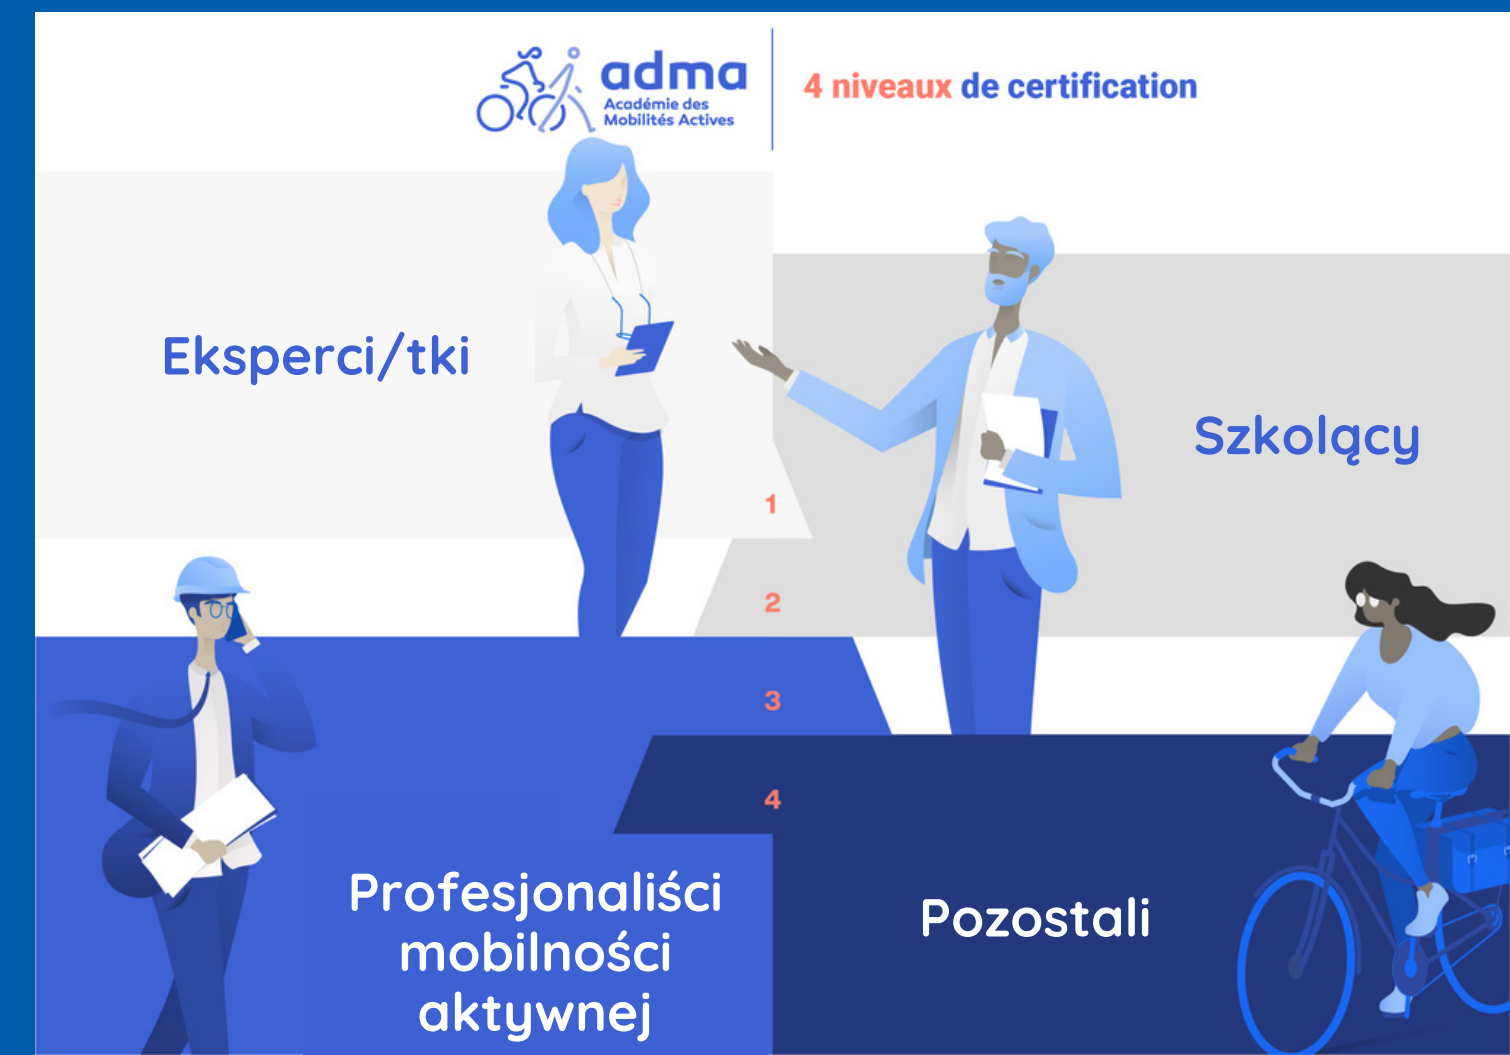 adma
Académie des
Mobilités Actives
4 niveaux de certification
Eksperci/tki
Szkolący
1
2
3
4
Profesjonaliści
mobilności
aktywnej
Pozostali